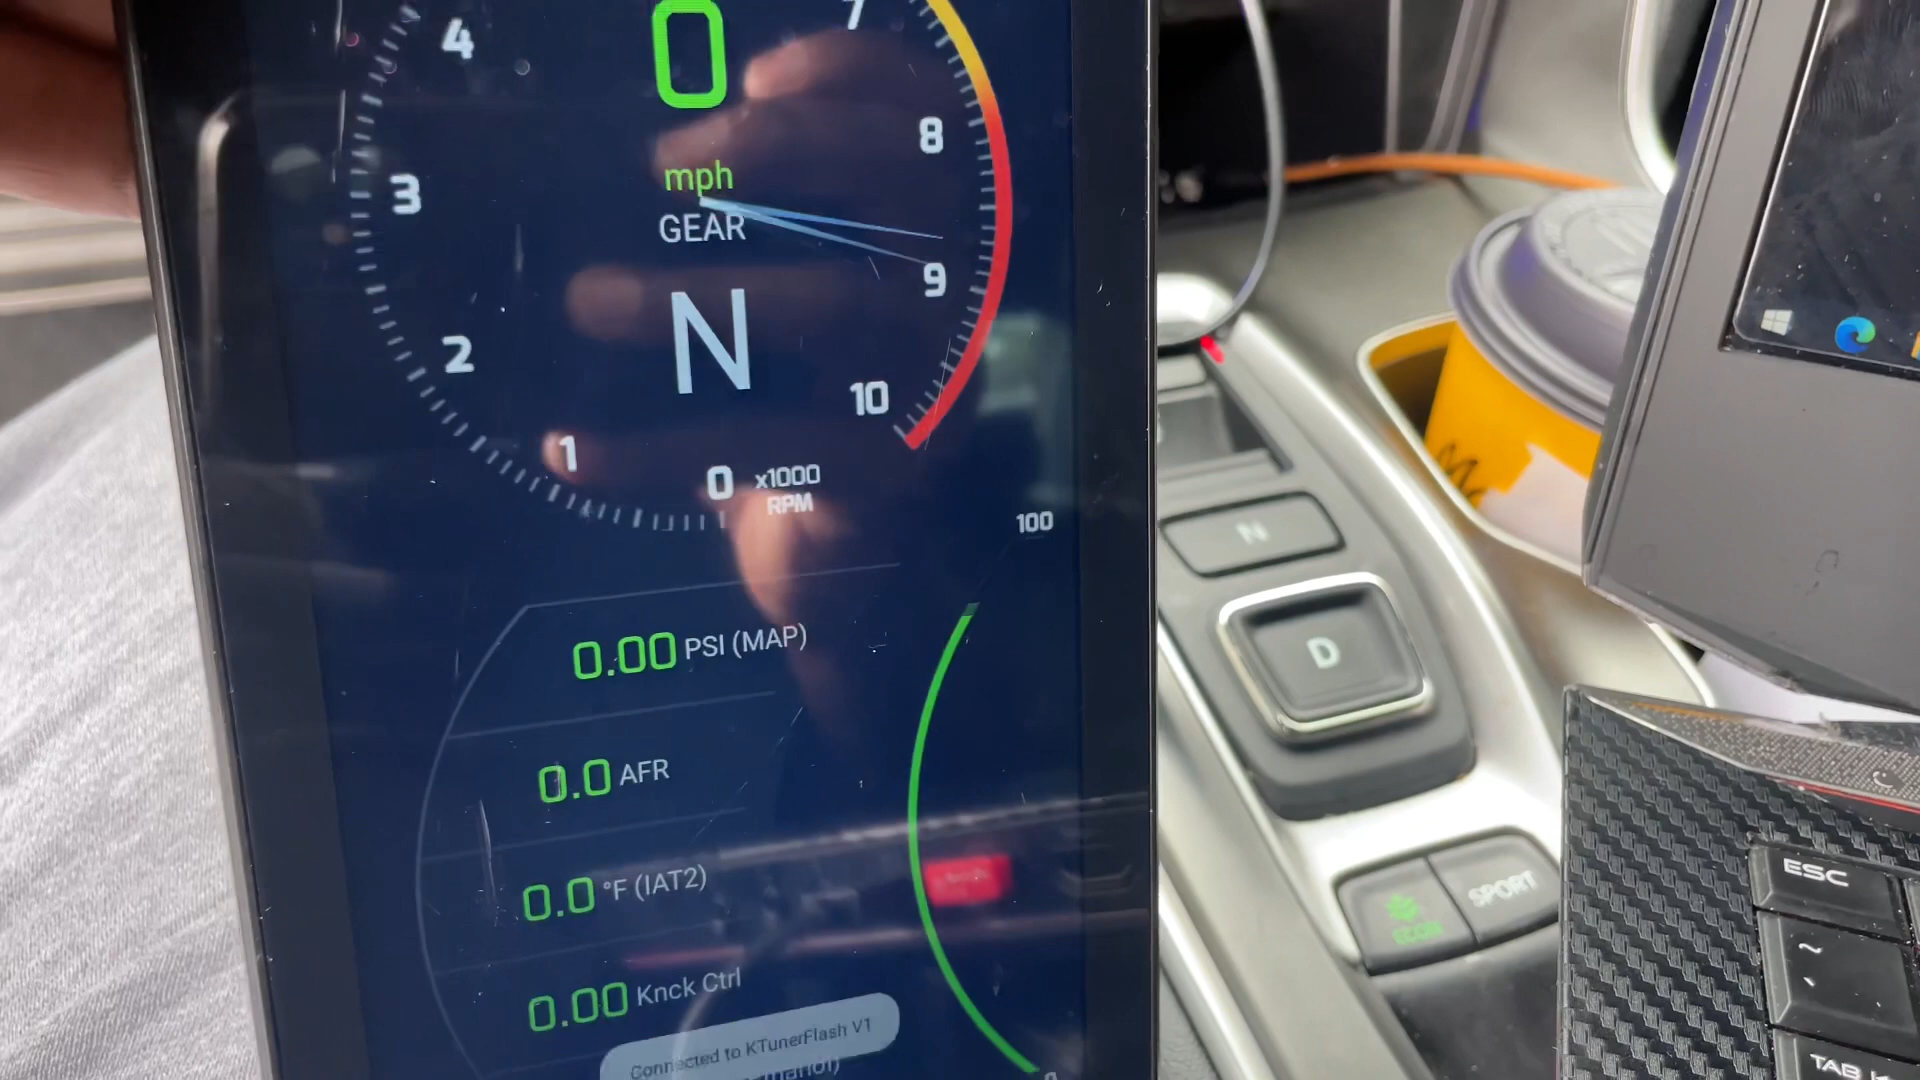 0
mph
GEAR
N
4
3
2
1
0
x1000
RPM
7
8
9
10
100
0.00 PSI (MAP)
0.0 AFR
0.0 °F (IAT2)
0.00 Knck Ctrl
Connected to KTunerFlash V1
N
D
ECON
SPORT
ESC
~
TAB